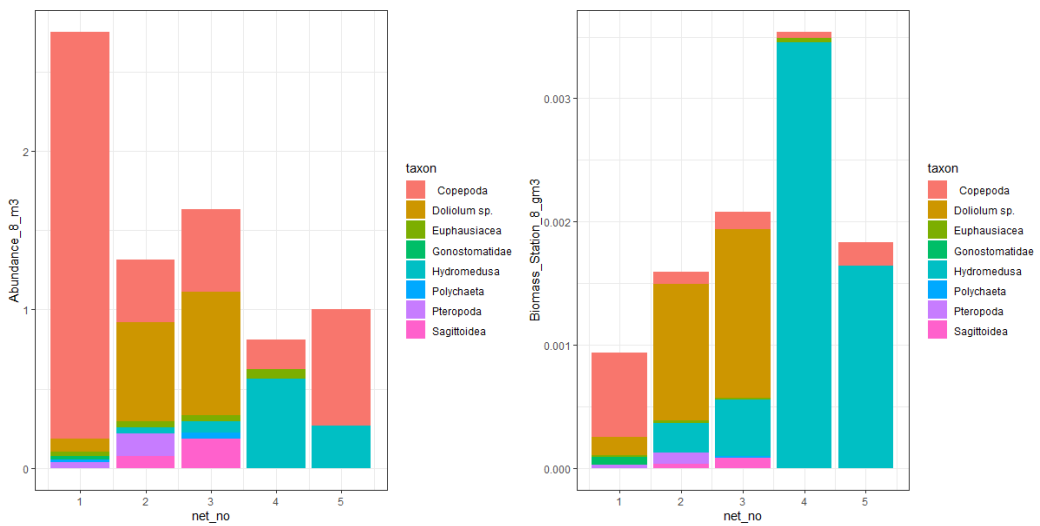 2
1
0
Abundance_8_m3
1 2 3 4 5
net_no
taxon
Copepoda
Doliolum sp.
Euphausiacea
Gonostomatidae
Hydromedusa
Polychaeta
Pteropoda
Sagittoidea
0.003
0.002
0.001
0.000
Biomass_Station_8_gm3
1 2 3 4 5
net_no
taxon
Copepoda
Doliolum sp.
Euphausiacea
Gonostomatidae
Hydromedusa
Polychaeta
Pteropoda
Sagittoidea